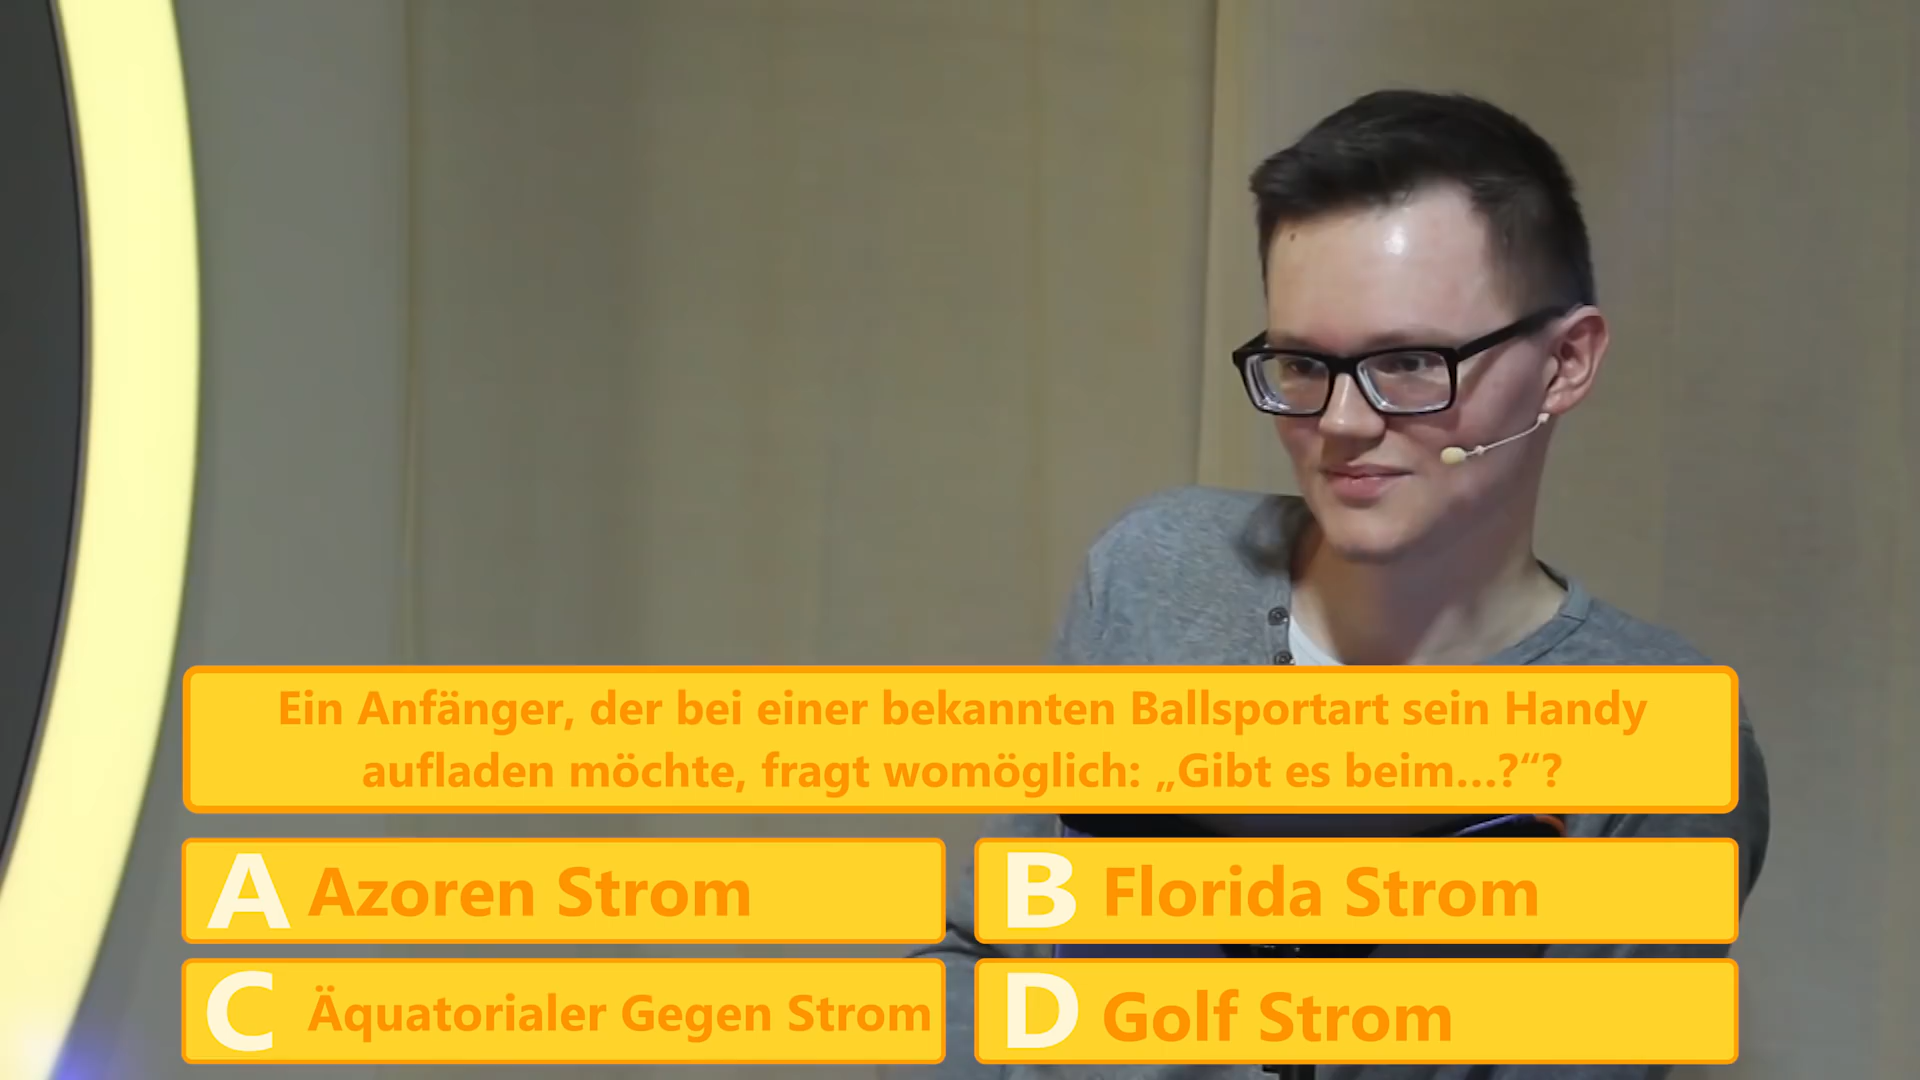 Ein Anfänger, der bei einer bekannten Ballsportart sein Handy
aufladen möchte, fragt womöglich: „Gibt es beim...?“?
A Azoren Strom
B Florida Strom
C Äquatorialer Gegen Strom
D Golf Strom